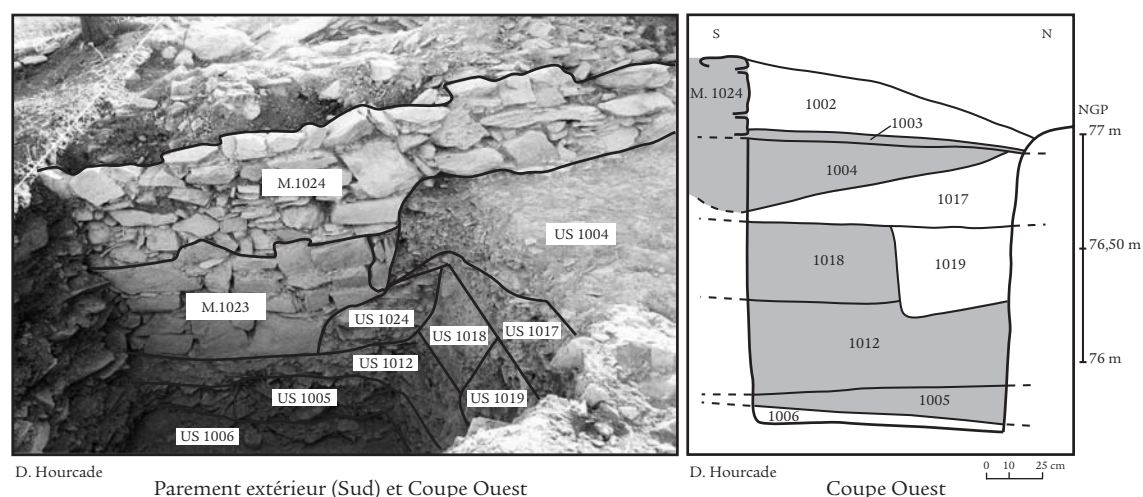 M.1024
US 1004
M.1023
US 1024
US 1018
US 1017
US 1012
US 1005
US 1019
US 1006
D. Hourcade
Parement extérieur (Sud) et Coupe Ouest
S
N
M. 1024
1002
NGP
1003
77 m
1004
1017
76,50 m
1018
1019
1012
76 m
1005
1006
D. Hourcade
0 10 25 cm
Coupe Ouest